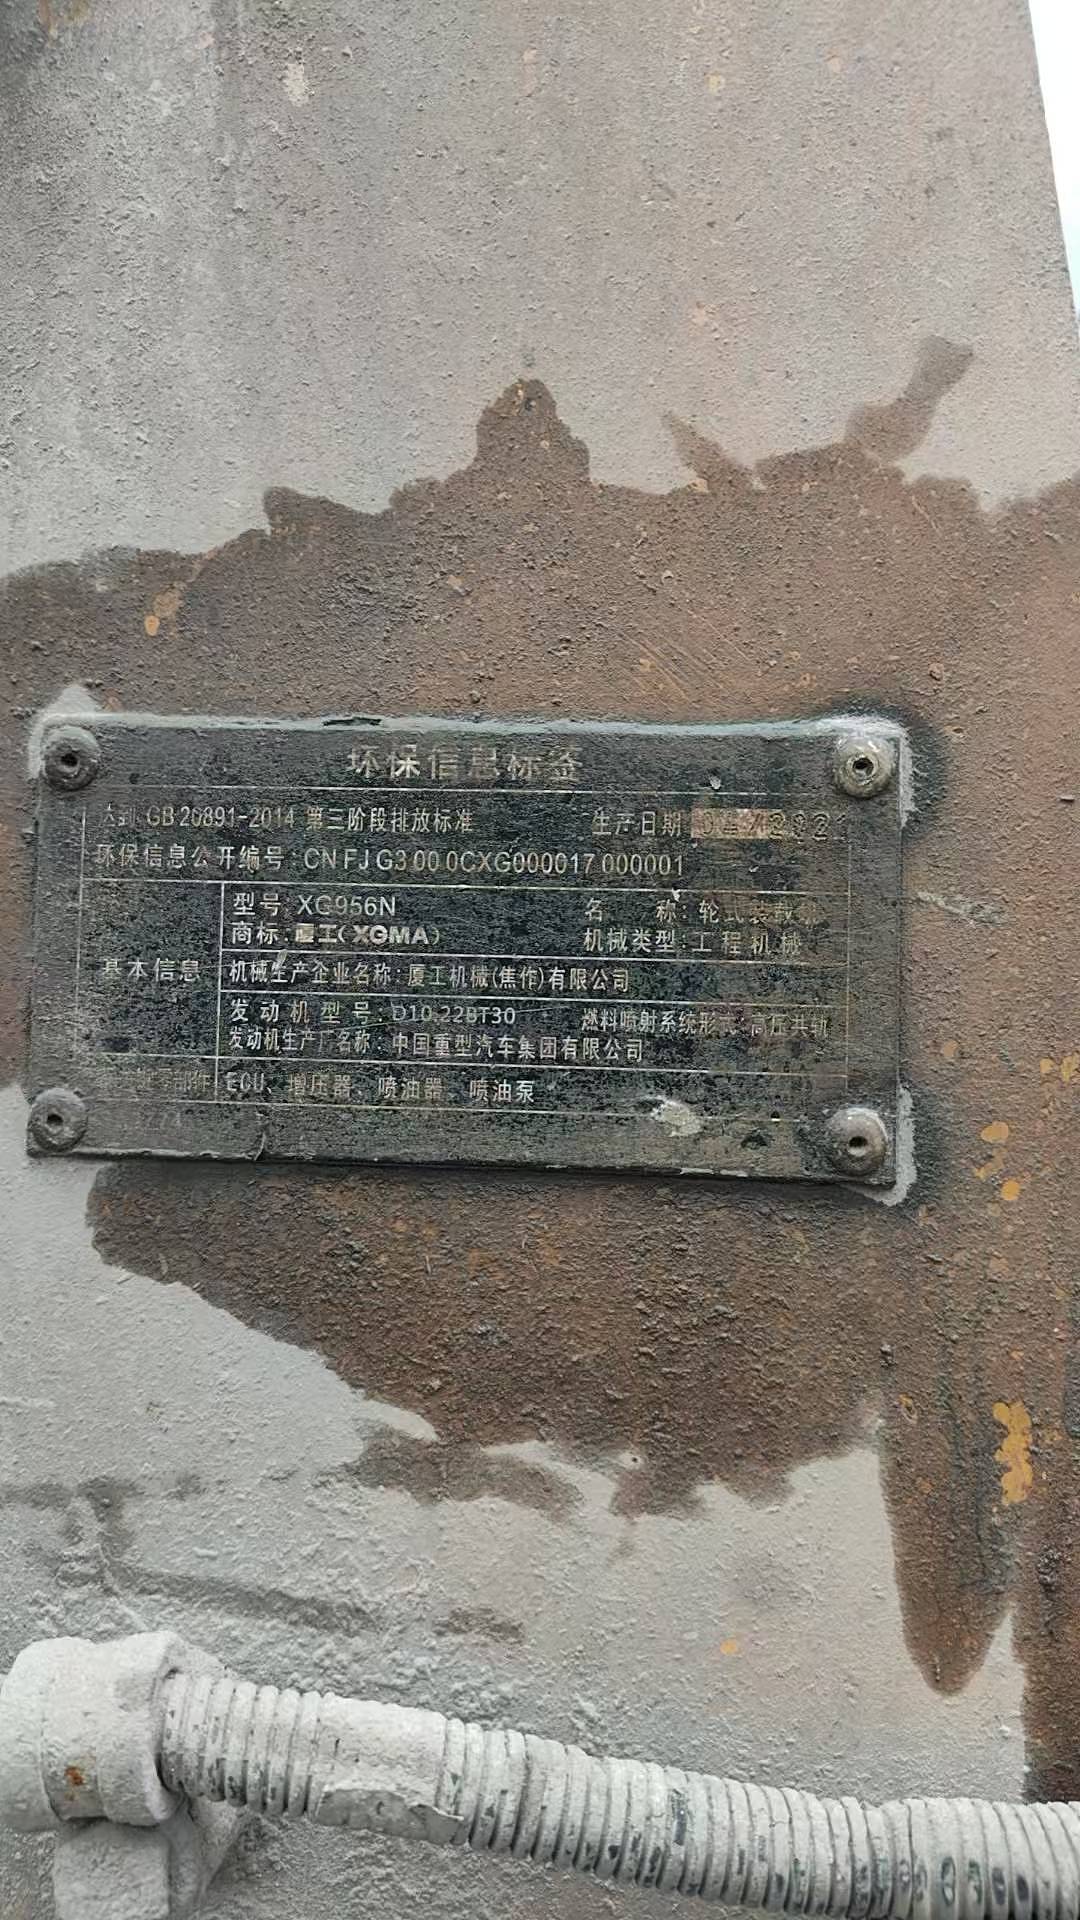 环保信息标签
达到 GB 20891-2014 第三阶段排放标准 生产日期
环保信息公开编号:CN FJ G3 00 0CXG000017 000001
基本信息
型号:XG956N 名 称:轮式装载机
商标:厦工(XGMA) 机械类型:工程机械
机械生产企业名称:厦工机械(焦作)有限公司
发动机型号:D10.22BT30 燃料喷射系统形式:高压共轨
发动机生产厂名称:中国重型汽车集团有限公司
零部件 ECU、增压器、喷油器、喷油泵